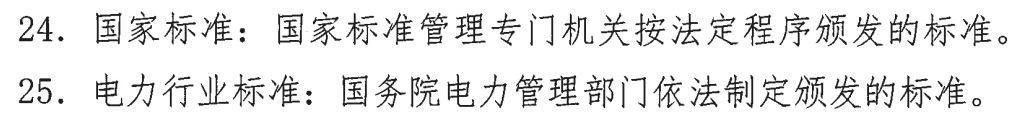 24. 国家标准：国家标准管理专门机关按法定程序颁发的标准。
25. 电力行业标准：国务院电力管理部门依法制定颁发的标准。